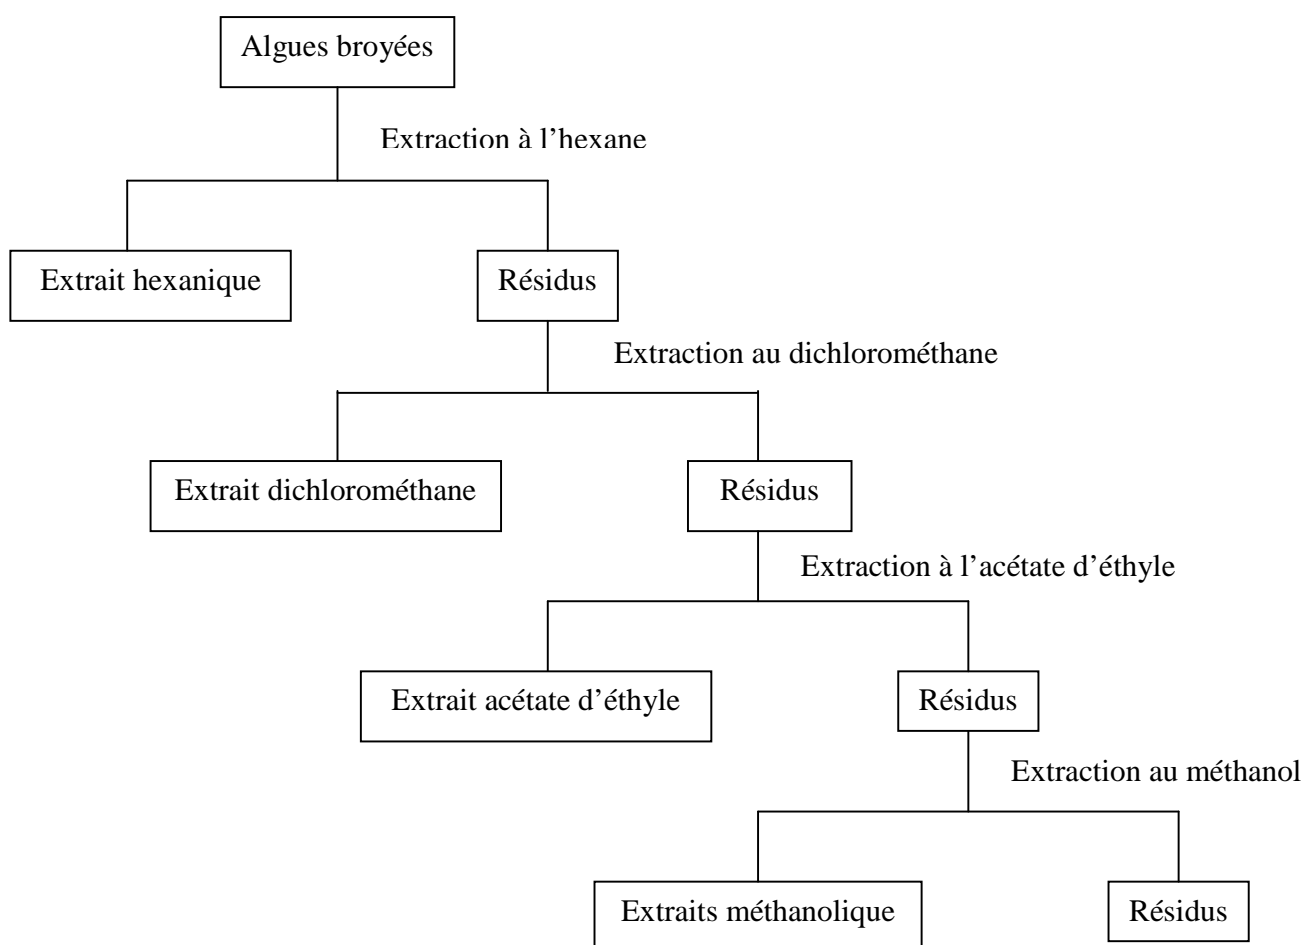 Algues broyées
Extraction à l’hexane
Extrait hexanique
Résidus
Extraction au dichlorométhane
Extrait dichlorométhane
Résidus
Extraction à l’acétate d’éthyle
Extrait acétate d’éthyle
Résidus
Extraction au méthanol
Extraits méthanolique
Résidus